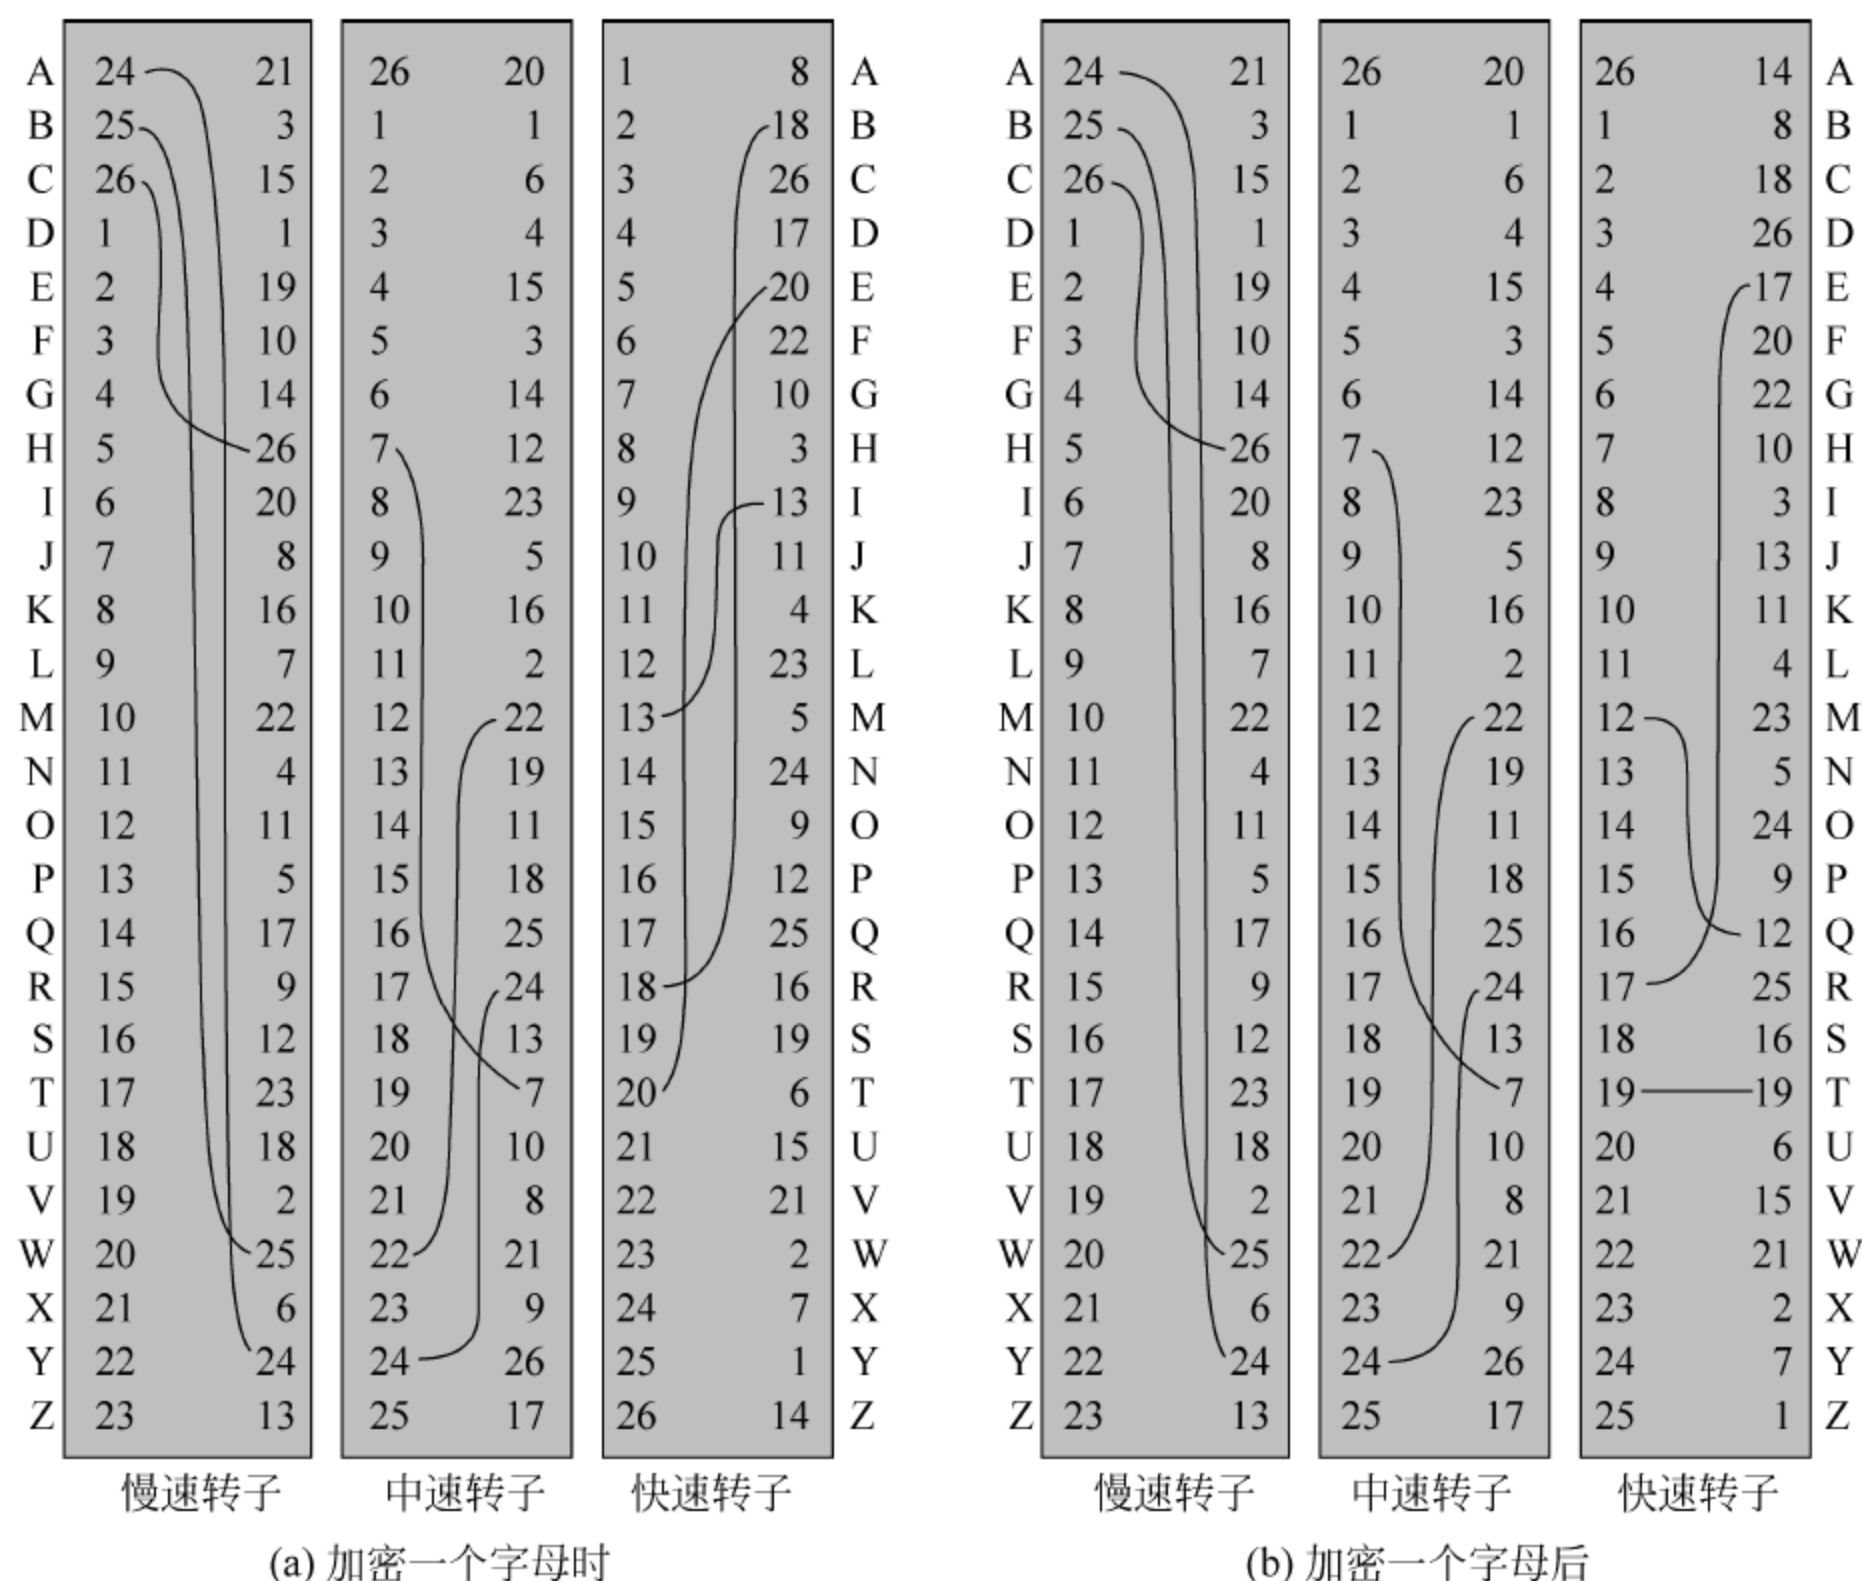 A 24 21 26 20 1 8 A A 24 21 26 20 26 14 A
B 25 3 1 1 2 18 B B 25 3 1 1 1 8 B
C 26 15 2 6 3 26 C C 26 15 2 6 2 18 C
D 1 1 3 4 4 17 D D 1 1 3 4 3 26 D
E 2 19 4 15 5 20 E E 2 19 4 15 4 17 E
F 3 10 5 3 6 22 F F 3 10 5 3 5 20 F
G 4 14 6 14 7 10 G G 4 14 6 14 6 22 G
H 5 26 7 12 8 3 H H 5 26 7 12 7 10 H
I 6 20 8 23 9 13 I I 6 20 8 23 8 3 I
J 7 8 9 5 10 11 J J 7 8 9 5 9 13 J
K 8 16 10 16 11 4 K K 8 16 10 16 10 11 K
L 9 7 11 2 12 23 L L 9 7 11 2 11 4 L
M 10 22 12 22 13 5 M M 10 22 12 22 12 23 M
N 11 4 13 19 14 24 N N 11 4 13 19 13 5 N
O 12 11 14 11 15 9 O O 12 11 14 11 14 24 O
P 13 5 15 18 16 12 P P 13 5 15 18 15 9 P
Q 14 17 16 25 17 25 Q Q 14 17 16 25 16 12 Q
R 15 9 17 24 18 16 R R 15 9 17 24 17 25 R
S 16 12 18 13 19 19 S S 16 12 18 13 18 16 S
T 17 23 19 7 20 6 T T 17 23 19 7 19 19 T
U 18 18 20 10 21 15 U U 18 18 20 10 20 6 U
V 19 2 21 8 22 21 V V 19 2 21 8 21 15 V
W 20 25 22 21 23 2 W W 20 25 22 21 22 21 W
X 21 6 23 9 24 7 X X 21 6 23 9 23 2 X
Y 22 24 24 26 25 1 Y Y 22 24 24 26 24 7 Y
Z 23 13 25 17 26 14 Z Z 23 13 25 17 25 1 Z
慢速转子 中速转子 快速转子 慢速转子 中速转子 快速转子
(a) 加密一个字母时 (b) 加密一个字母后